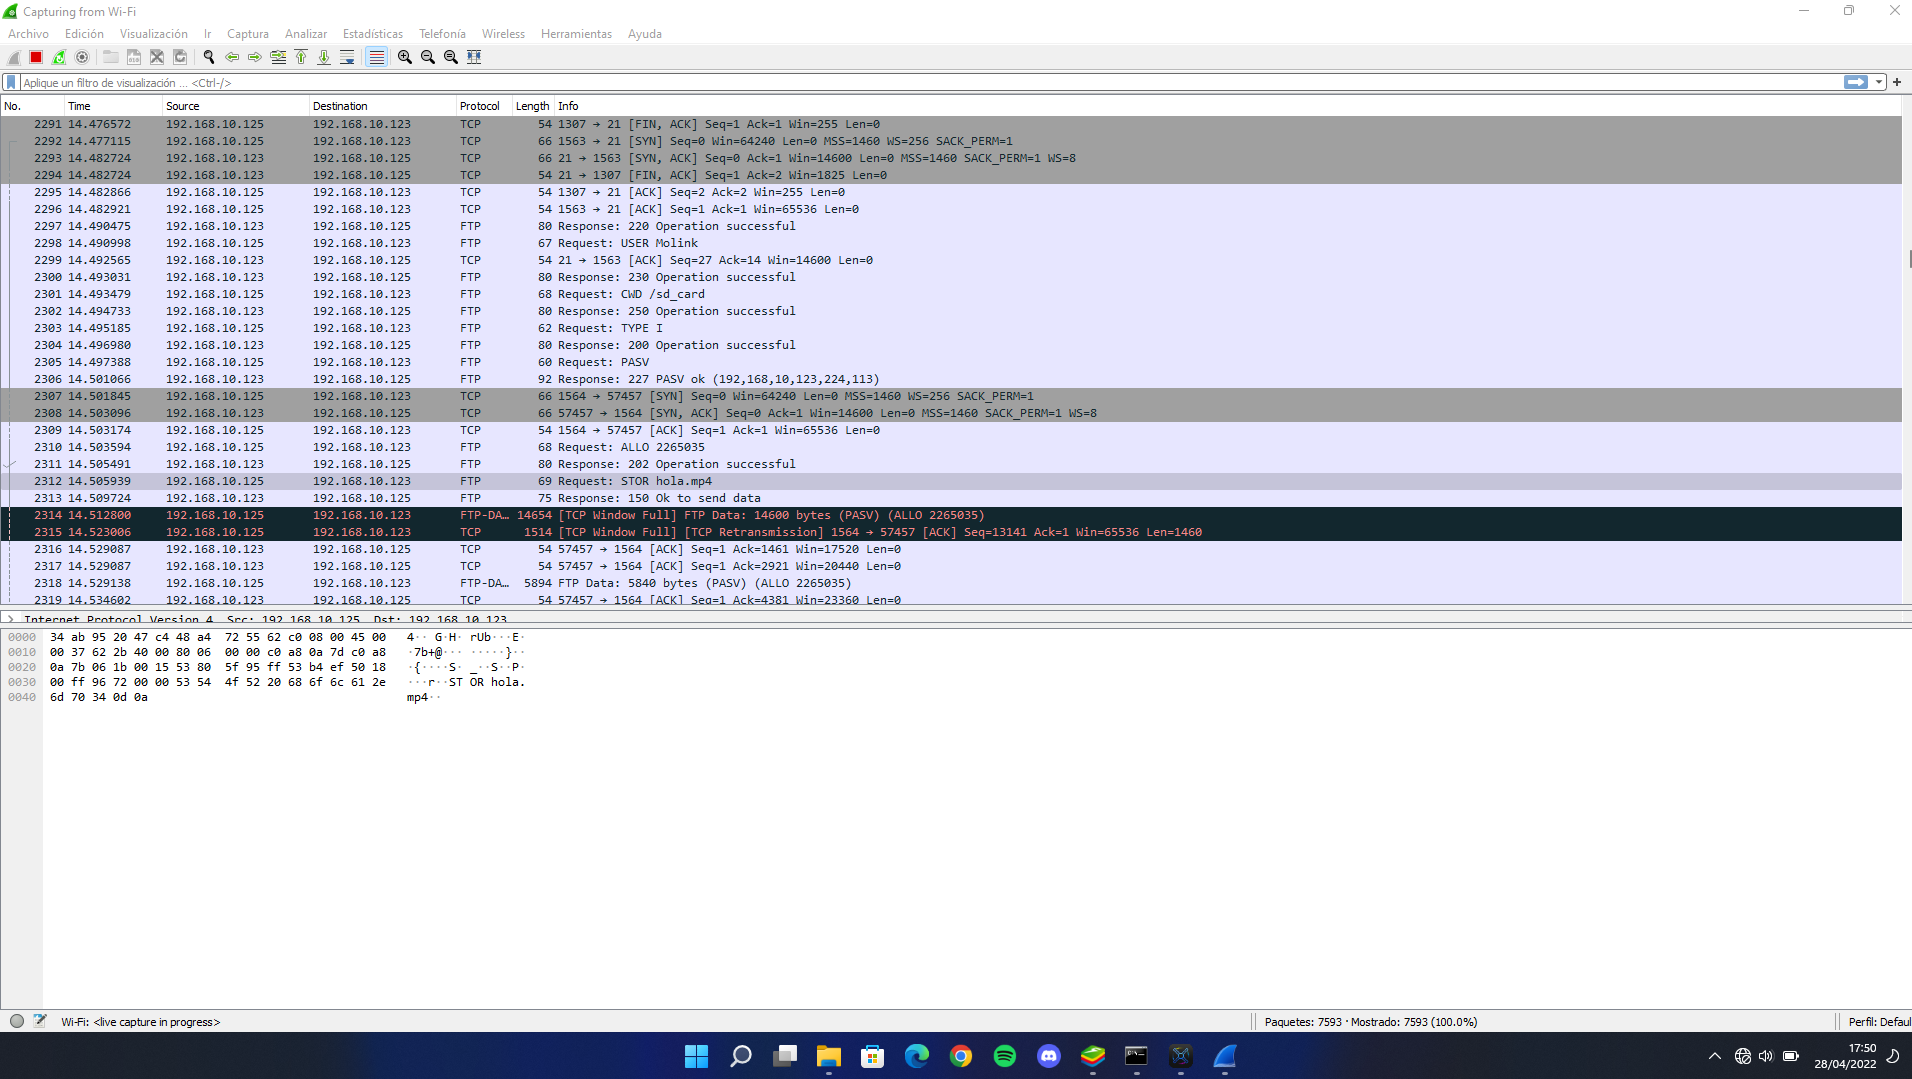 Capturing from Wi-Fi
Archivo Edición Visualización Ir Captura Analizar Estadísticas Telefonía Wireless Herramientas Ayuda
Aplique un filtro de visualización ... <Ctrl-/>
No. Time Source Destination Protocol Length Info
2291 14.476572 192.168.10.125 192.168.10.123 TCP 54 1307 → 21 [FIN, ACK] Seq=1 Ack=1 Win=255 Len=0
2292 14.477115 192.168.10.125 192.168.10.123 TCP 66 1563 → 21 [SYN] Seq=0 Win=64240 Len=0 MSS=1460 WS=256 SACK_PERM=1
2293 14.482724 192.168.10.123 192.168.10.125 TCP 66 21 → 1563 [SYN, ACK] Seq=0 Ack=1 Win=14600 Len=0 MSS=1460 SACK_PERM=1 WS=8
2294 14.482724 192.168.10.123 192.168.10.125 TCP 54 21 → 1307 [FIN, ACK] Seq=1 Ack=2 Win=1825 Len=0
2295 14.482866 192.168.10.125 192.168.10.123 TCP 54 1307 → 21 [ACK] Seq=2 Ack=2 Win=255 Len=0
2296 14.482921 192.168.10.125 192.168.10.123 TCP 54 1563 → 21 [ACK] Seq=1 Ack=1 Win=65536 Len=0
2297 14.490475 192.168.10.123 192.168.10.125 FTP 80 Response: 220 Operation successful
2298 14.490998 192.168.10.125 192.168.10.123 FTP 67 Request: USER Molink
2299 14.492565 192.168.10.123 192.168.10.125 TCP 54 21 → 1563 [ACK] Seq=27 Ack=14 Win=14600 Len=0
2300 14.493031 192.168.10.123 192.168.10.125 FTP 80 Response: 230 Operation successful
2301 14.493479 192.168.10.125 192.168.10.123 FTP 68 Request: CWD /sd_card
2302 14.494733 192.168.10.123 192.168.10.125 FTP 80 Response: 250 Operation successful
2303 14.495185 192.168.10.125 192.168.10.123 FTP 62 Request: TYPE I
2304 14.496980 192.168.10.123 192.168.10.125 FTP 80 Response: 200 Operation successful
2305 14.497388 192.168.10.125 192.168.10.123 FTP 60 Request: PASV
2306 14.501066 192.168.10.123 192.168.10.125 FTP 92 Response: 227 PASV ok (192,168,10,123,224,113)
2307 14.501845 192.168.10.125 192.168.10.123 TCP 66 1564 → 57457 [SYN] Seq=0 Win=64240 Len=0 MSS=1460 WS=256 SACK_PERM=1
2308 14.503096 192.168.10.123 192.168.10.125 TCP 66 57457 → 1564 [SYN, ACK] Seq=0 Ack=1 Win=14600 Len=0 MSS=1460 SACK_PERM=1 WS=8
2309 14.503174 192.168.10.125 192.168.10.123 TCP 54 1564 → 57457 [ACK] Seq=1 Ack=1 Win=65536 Len=0
2310 14.503594 192.168.10.125 192.168.10.123 FTP 68 Request: ALLO 2265035
2311 14.505491 192.168.10.123 192.168.10.125 FTP 80 Response: 202 Operation successful
2312 14.505939 192.168.10.125 192.168.10.123 FTP 69 Request: STOR hola.mp4
2313 14.509724 192.168.10.123 192.168.10.125 FTP 75 Response: 150 Ok to send data
2314 14.512800 192.168.10.125 192.168.10.123 FTP-DA… 14654 [TCP Window Full] FTP Data: 14600 bytes (PASV) (ALLO 2265035)
2315 14.523006 192.168.10.125 192.168.10.123 TCP 1514 [TCP Window Full] [TCP Retransmission] 1564 → 57457 [ACK] Seq=13141 Ack=1 Win=65536 Len=1460
2316 14.529087 192.168.10.123 192.168.10.125 TCP 54 57457 → 1564 [ACK] Seq=1 Ack=1461 Win=17520 Len=0
2317 14.529087 192.168.10.123 192.168.10.125 TCP 54 57457 → 1564 [ACK] Seq=1 Ack=2921 Win=20440 Len=0
2318 14.529138 192.168.10.125 192.168.10.123 FTP-DA… 5894 FTP Data: 5840 bytes (PASV) (ALLO 2265035)
2319 14.534602 192.168.10.123 192.168.10.125 TCP 54 57457 → 1564 [ACK] Seq=1 Ack=4381 Win=23360 Len=0
Internet Protocol Version 4, Src: 192.168.10.125, Dst: 192.168.10.123
0000 34 ab 95 20 47 c4 48 a4 72 55 62 c0 08 00 45 00 4·· G·H· rUb···E·
0010 00 37 62 2b 40 00 80 06 00 00 c0 a8 0a 7d c0 a8 ·7b+@··· ·····}··
0020 0a 7b 06 1b 00 15 53 80 5f 95 ff 53 b4 ef 50 18 ·{····S· _··S··P·
0030 00 ff 96 72 00 00 53 54 4f 52 20 68 6f 6c 61 2e ···r··ST OR hola.
0040 6d 70 34 0d 0a mp4··
Wi-Fi: <live capture in progress> Paquetes: 7593 · Mostrado: 7593 (100.0%) Perfil: Defaul
17:50
28/04/2022